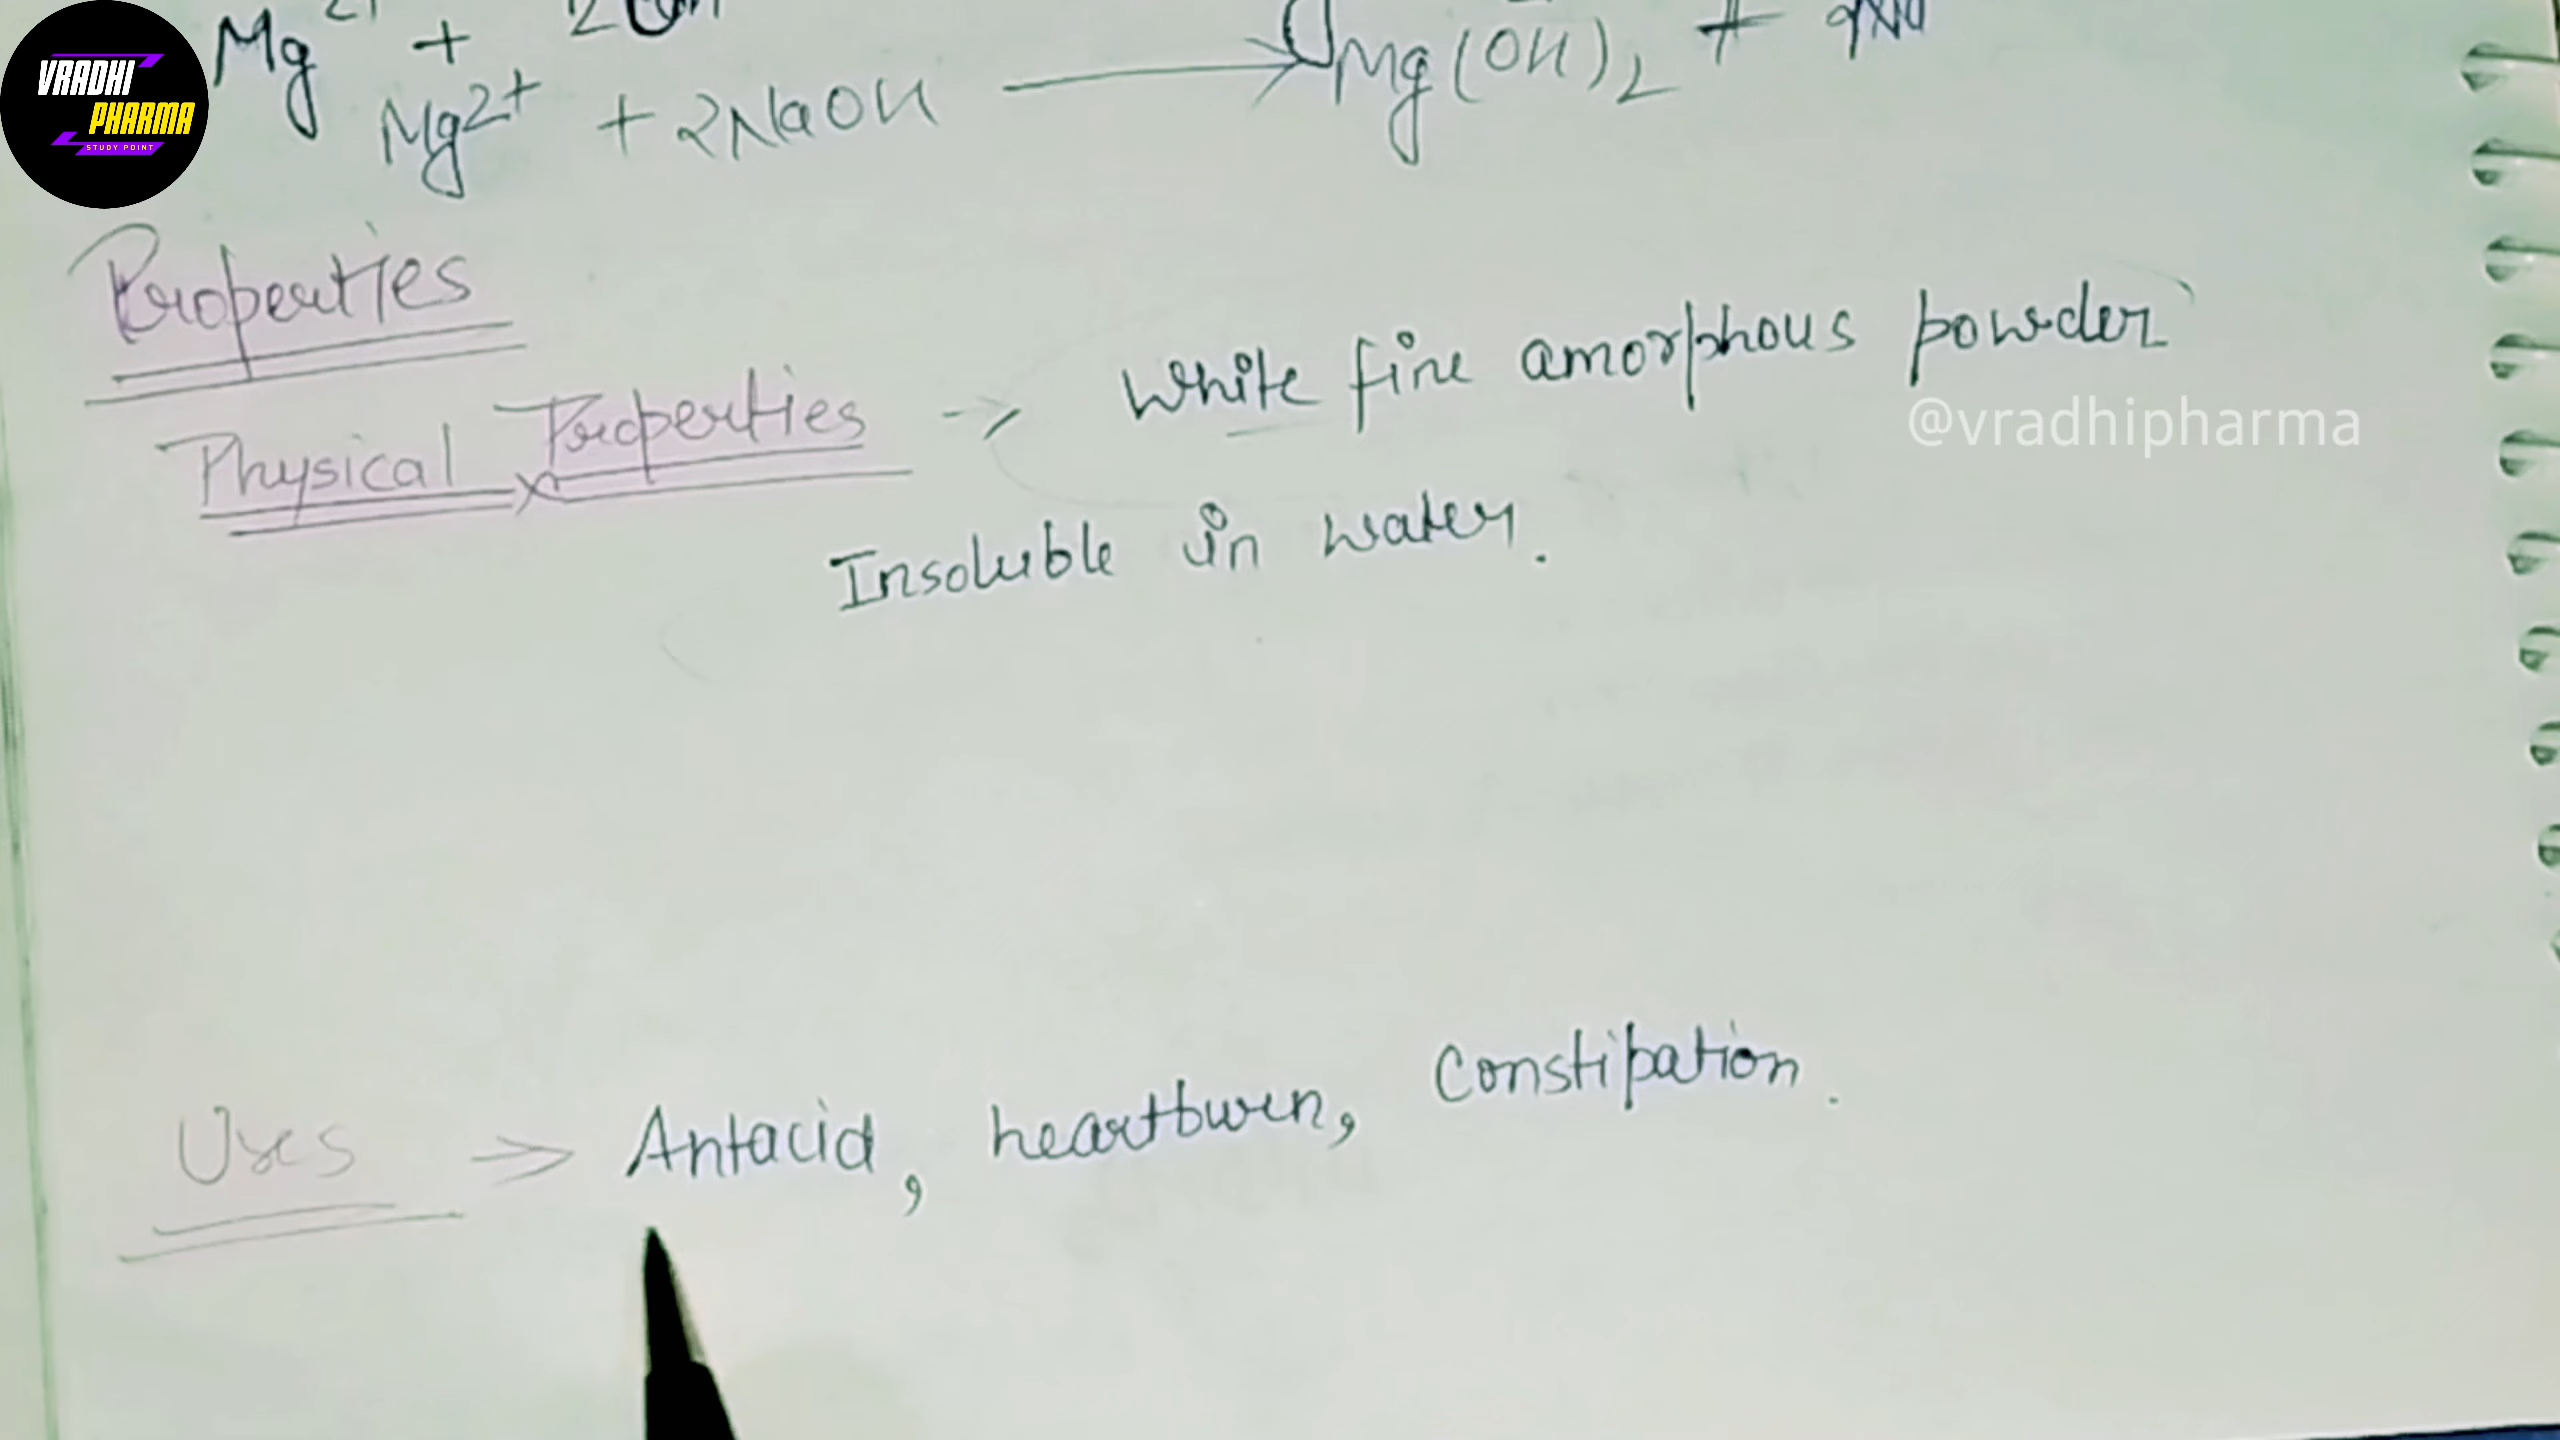 Mg +
Mg2+ + 2NaOH → Mg(OH)2 +
VRADHI
PHARMA
STUDY POINT
Properties
Physical Properties → White fine amorphous powder
@vradhipharma
Insoluble in water.
Uses → Antacid, heartburn, Constipation.